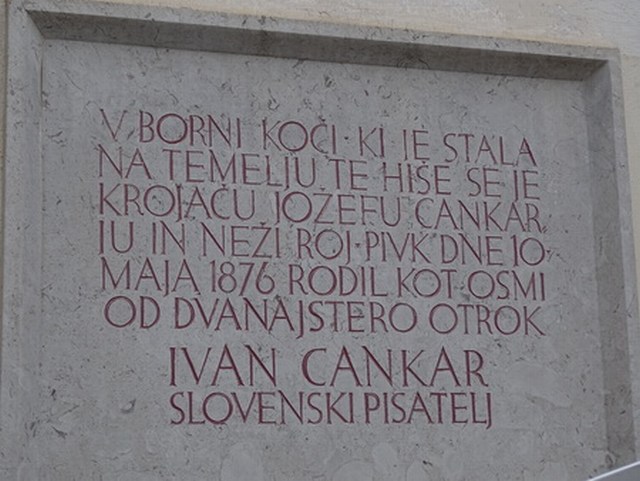 V BORNI KOČI · KI JE STALA
NA TEMELJU TE HIŠE SE JE
KROJAČU JOŽEFU CANKAR
JU IN NEŽI ROJ · PIVK DNE 10 ·
MAJA 1876 RODIL KOT OSMI
OD DVANAJSTERO OTROK
IVAN CANKAR
SLOVENSKI PISATELJ